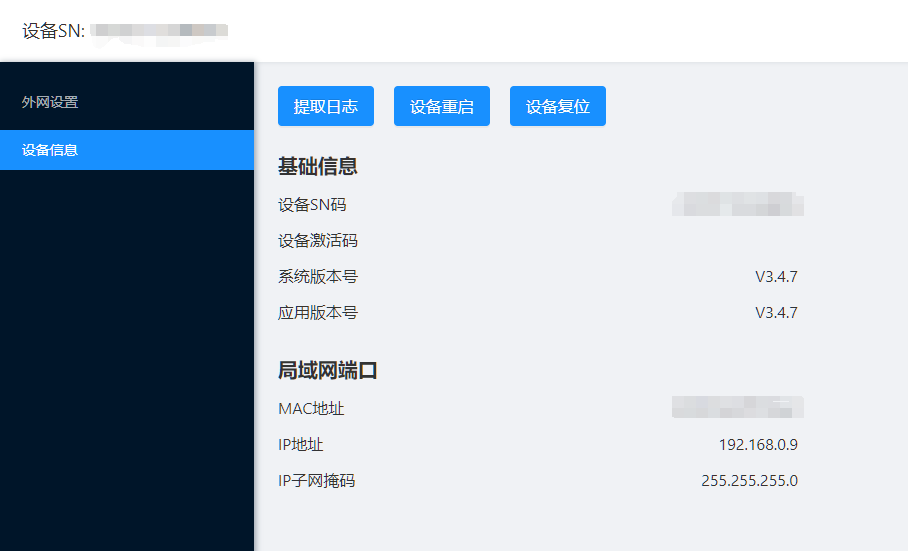 设备SN:
外网设置
设备信息
提取日志 设备重启 设备复位
基础信息
设备SN码
设备激活码
系统版本号 V3.4.7
应用版本号 V3.4.7
局域网端口
MAC地址
IP地址 192.168.0.9
IP子网掩码 255.255.255.0